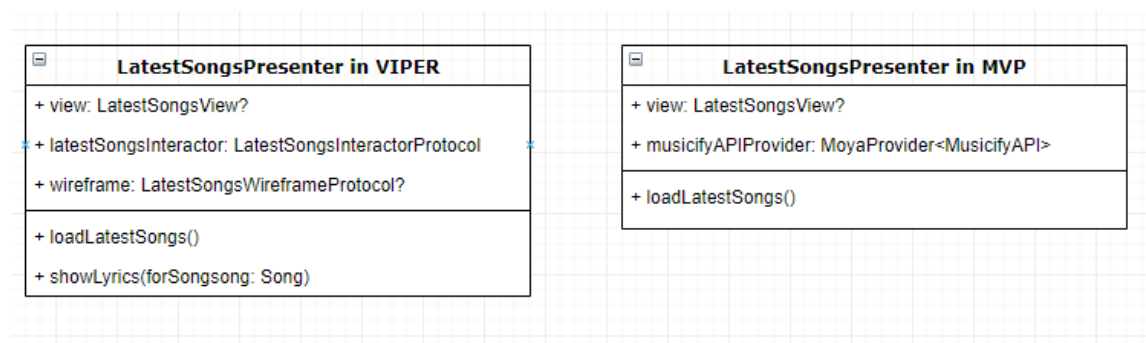 LatestSongsPresenter in VIPER
+ view: LatestSongsView?
+ latestSongsInteractor: LatestSongsInteractorProtocol
+ wireframe: LatestSongsWireframeProtocol?
+ loadLatestSongs()
+ showLyrics(forSongsong: Song)
LatestSongsPresenter in MVP
+ view: LatestSongsView?
+ musicifyAPIProvider: MoyaProvider<MusicifyAPI>
+ loadLatestSongs()